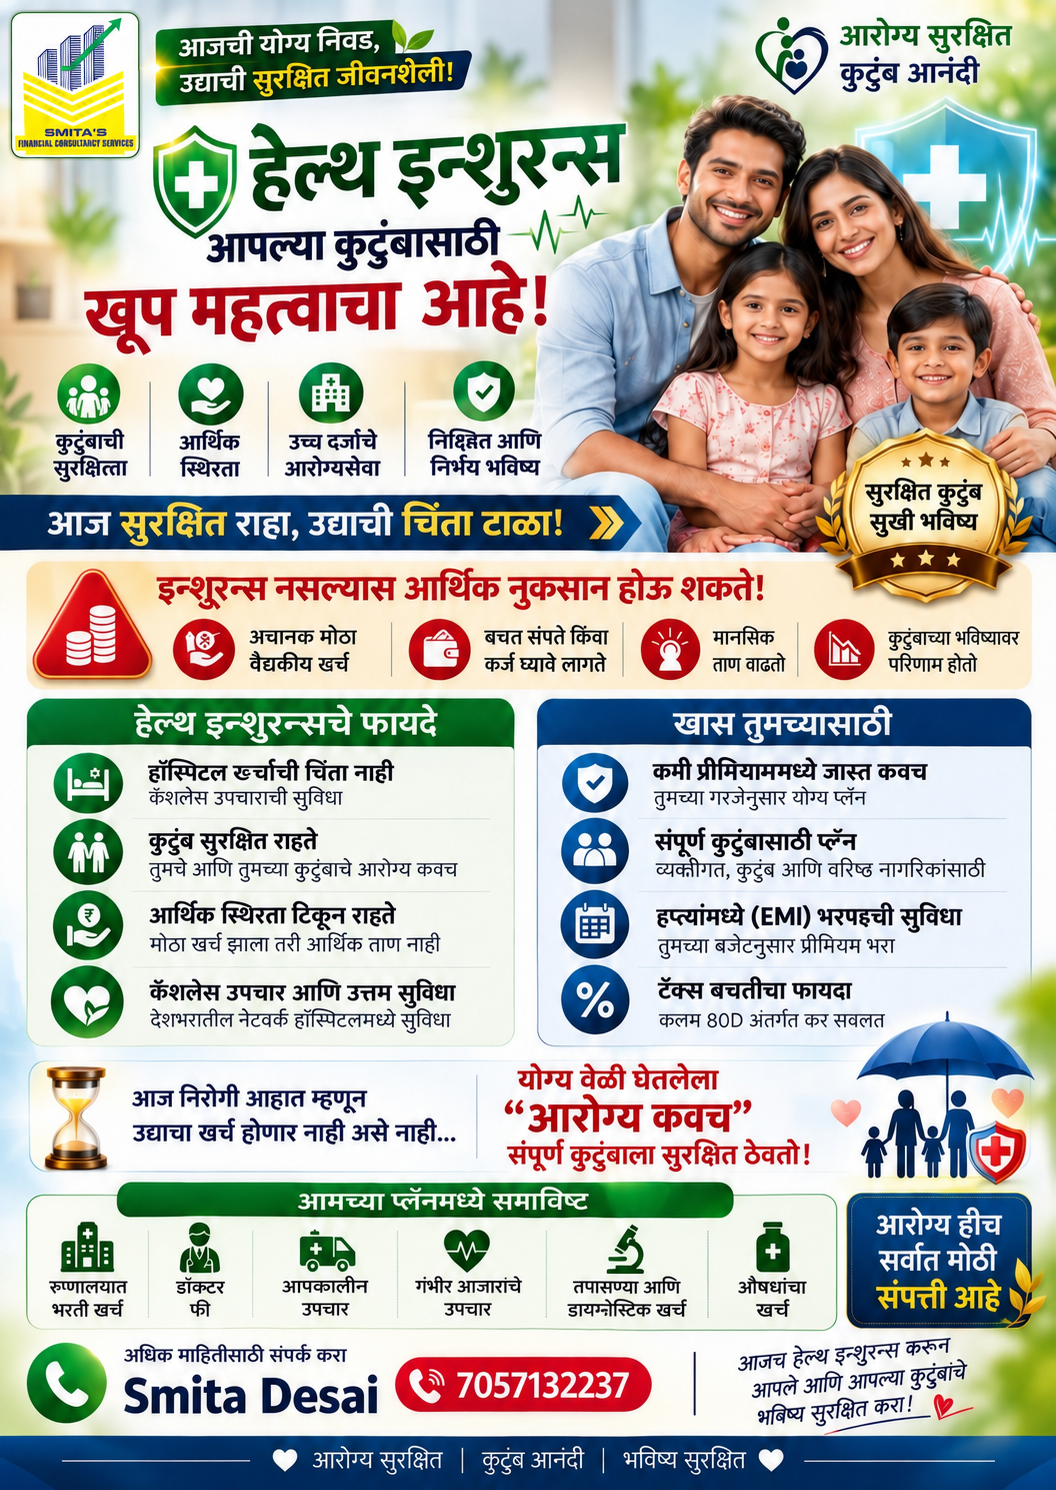 SMITA'S
FINANCIAL CONSULTANCY SERVICES
आजची योग्य निवड,
उद्याची सुरक्षित जीवनशेली!
आरोग्य सुरक्षित
कुटुंब आनंदी
हेल्थ इन्शुरन्स
आपल्या कुटुंबासाठी
खूप महत्वाचा आहे!
कुटुंबाची
सुरक्षितता
आर्थिक
स्थिरता
उच्च दर्जाचे
आरोग्यसेवा
निश्चित आणि
निर्भय भविष्य
सुरक्षित कुटुंब
सुखी भविष्य
आज सुरक्षित राहा, उद्याची चिंता टाळा!
इन्शुरन्स नसल्यास आर्थिक नुकसान होऊ शकते!
अचानक मोठा
वैद्यकीय खर्च
बचत संपते किंवा
कर्ज घ्यावे लागते
मानसिक
ताण वाढतो
कुटुंबाच्या भविष्यावर
परिणाम होतो
हेल्थ इन्शुरन्सचे फायदे
हॉस्पिटल खर्चाची चिंता नाही
कॅशलेस उपचाराची सुविधा
कुटुंब सुरक्षित राहते
तुमचे आणि तुमच्या कुटुंबाचे आरोग्य कवच
आर्थिक स्थिरता टिकून राहते
मोठा खर्च झाला तरी आर्थिक ताण नाही
कॅशलेस उपचार आणि उत्तम सुविधा
देशभरातील नेटवर्क हॉस्पिटलमध्ये सुविधा
खास तुमच्यासाठी
कमी प्रीमियाममध्ये जास्त कवच
तुमच्या गरजेनुसार योग्य प्लॅन
संपूर्ण कुटुंबासाठी प्लॅन
व्यक्तीगत, कुटुंब आणि वरिष्ठ नागरिकांसाठी
हप्त्यांमध्ये (EMI) भरपइची सुविधा
तुमच्या बजेटनुसार प्रीमियम भरा
टॅक्स बचतीचा फायदा
कलम 80D अंतर्गत कर सवलत
आज निरोगी आहात म्हणून
उद्याचा खर्च होणार नाही असे नाही...
योग्य वेळी घेतलेला
“आरोग्य कवच”
संपूर्ण कुटुंबाला सुरक्षित ठेवतो!
आमच्या प्लॅनमध्ये समाविष्ट
रुग्णालयात
भरती खर्च
डॉक्टर
फी
आपकालीन
उपचार
गंभीर आजारांचे
उपचार
तपासण्या आणि
डायग्नोस्टिक खर्च
औषधांचा
खर्च
आरोग्य हीच
सर्वात मोठी
संपत्ती आहे
अधिक माहितीसाठी संपर्क करा
Smita Desai
7057132237
आजच हेल्थ इन्शुरन्स करून
आपले आणि आपल्या कुटुंबांचे
भबिष्य सुरक्षित करा!
आरोग्य सुरक्षित | कुटुंब आनंदी | भविष्य सुरक्षित